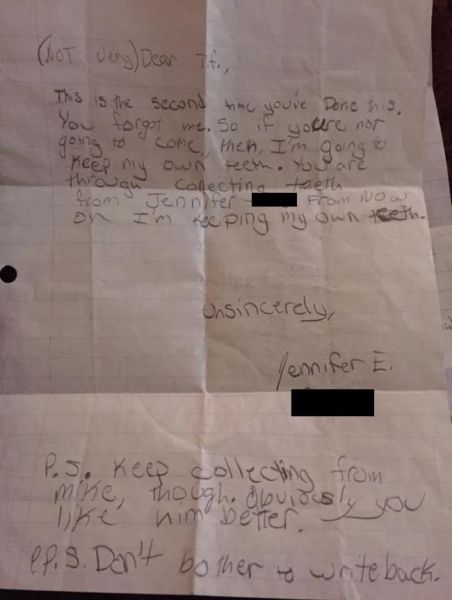 (NOT very) Dear T.f.,
This is the second time you've Done this.
You forgot me. So if you're not
going to come, then, I'm going to
Keep my own teeth. You are
through collecting teeth
from Jennifer From Now
on I'm Keeping my own teeth.
unsincerely,
Jennifer E.
P.S. Keep collecting from
mike, though. obviously you
like him better.
P.P.S. Don't bother to write back.